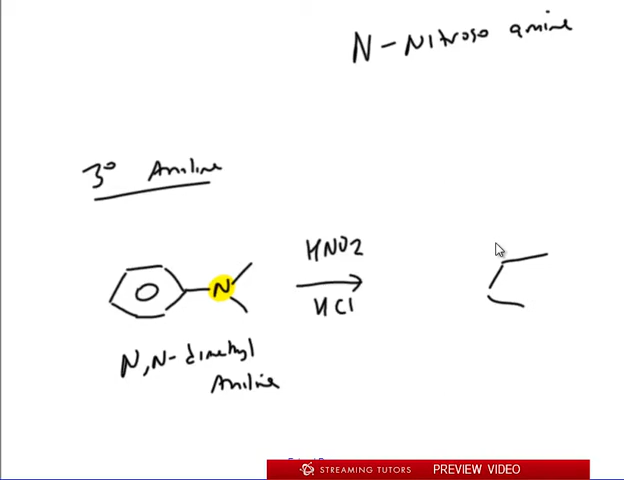 N-Nitroso amine
3° Aniline
HNO2
N
HCl
N,N-dimethyl
Aniline
STREAMING TUTORS PREVIEW VIDEO